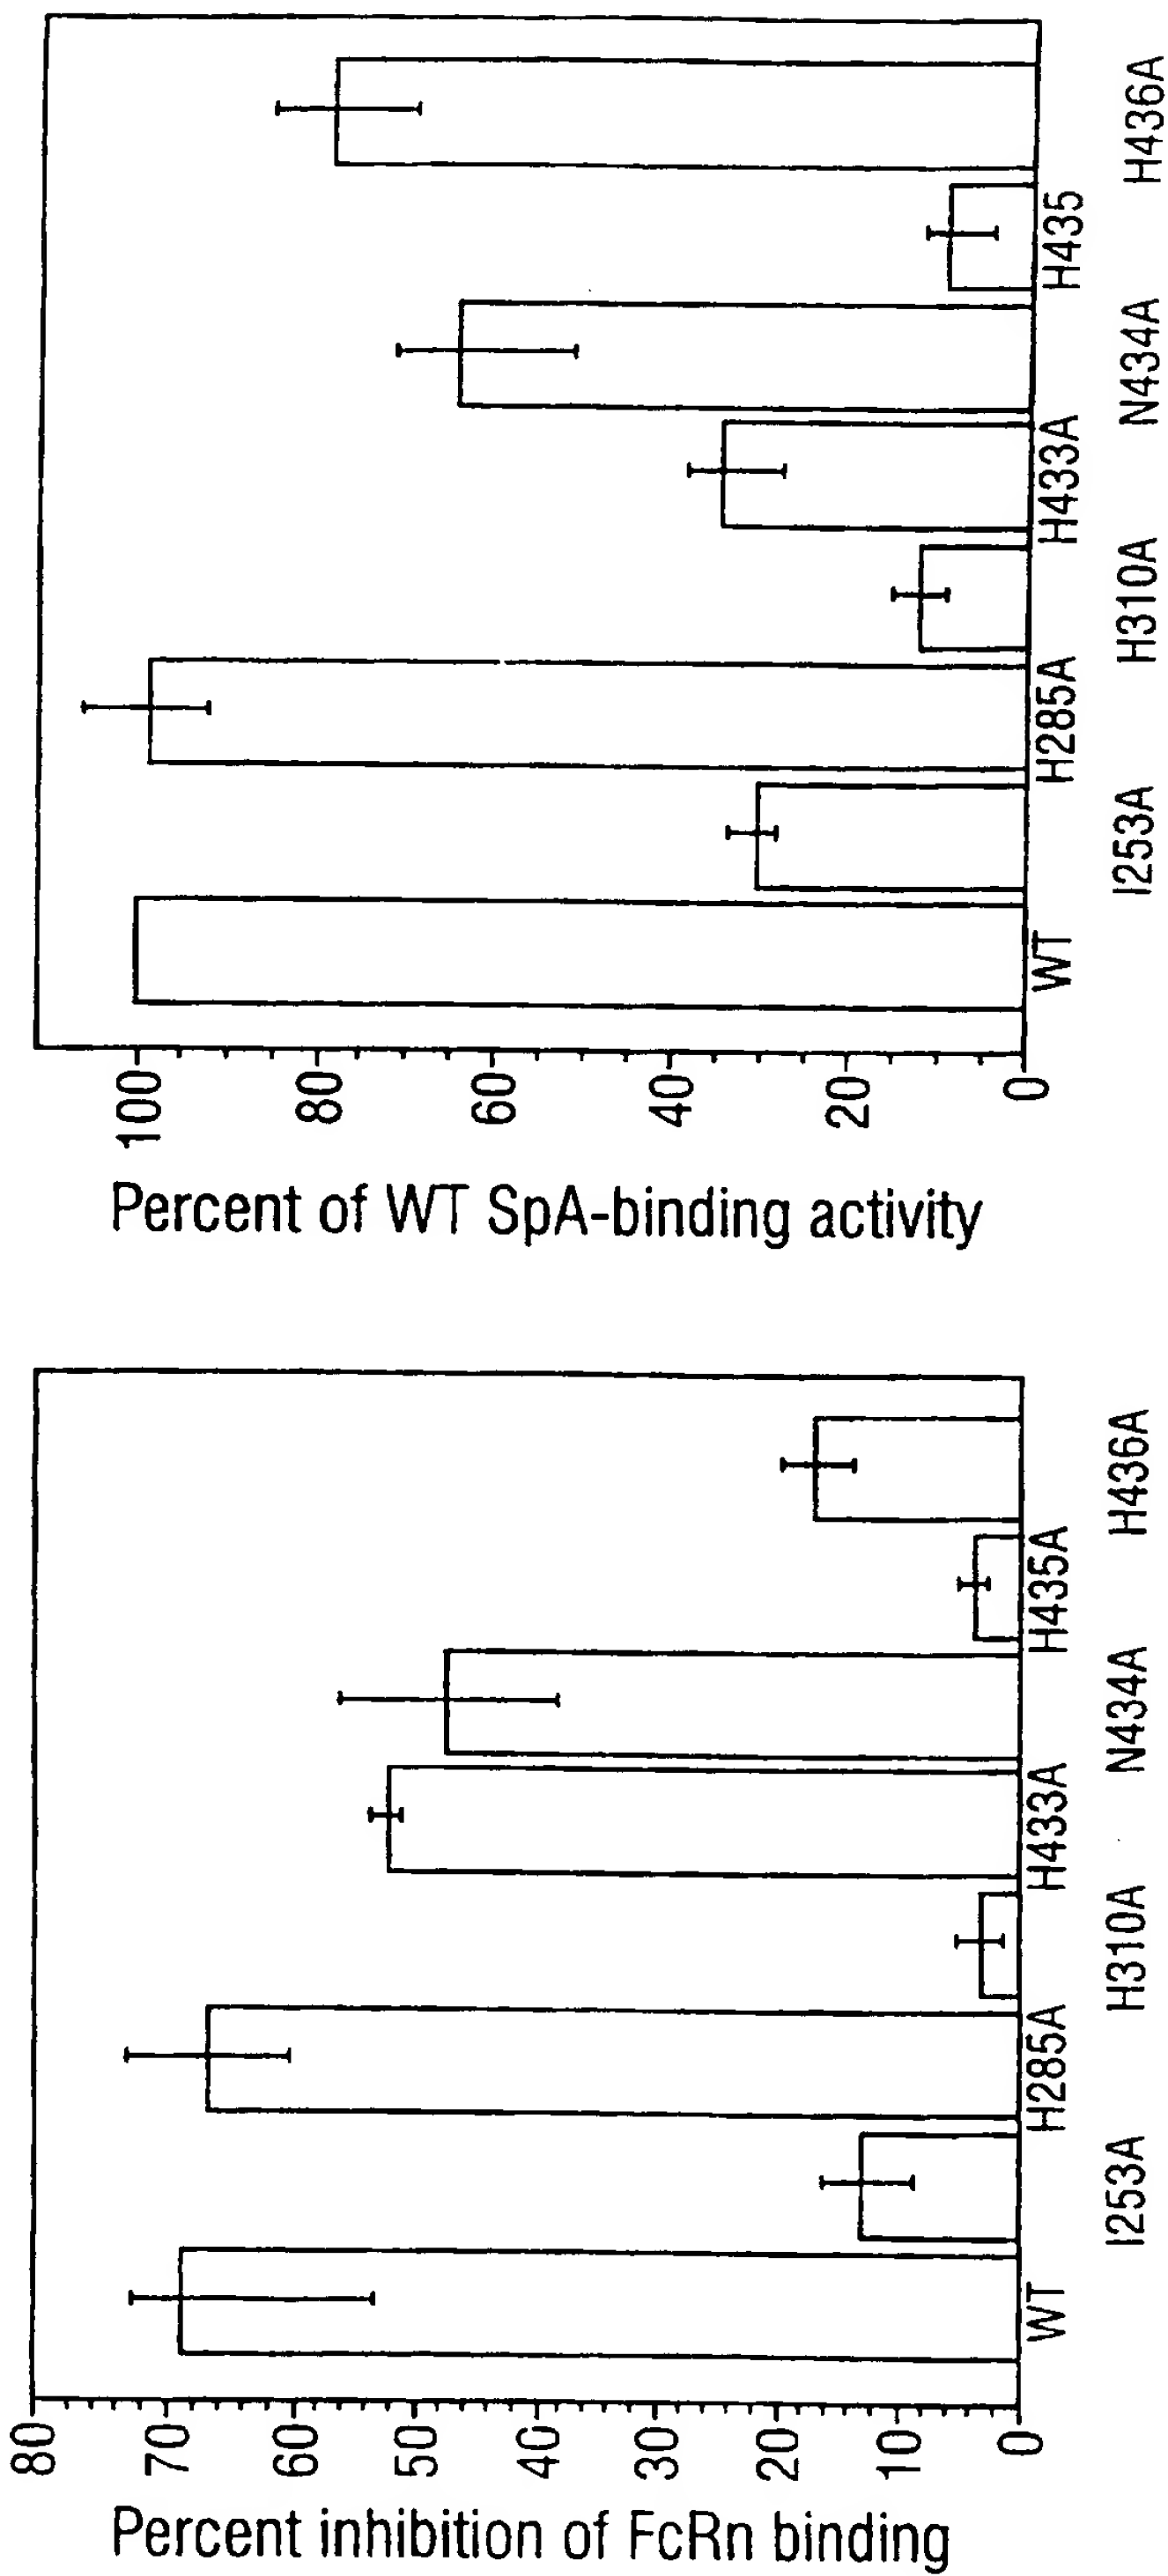 Percent inhibition of FcRn binding
80
70
60
50
40
30
20
10
0
WT
I253A
H285A
H310A
H433A
N434A
H435A
H436A
Percent of WT SpA-binding activity
100
80
60
40
20
0
WT
I253A
H285A
H310A
H433A
N434A
H435
H436A